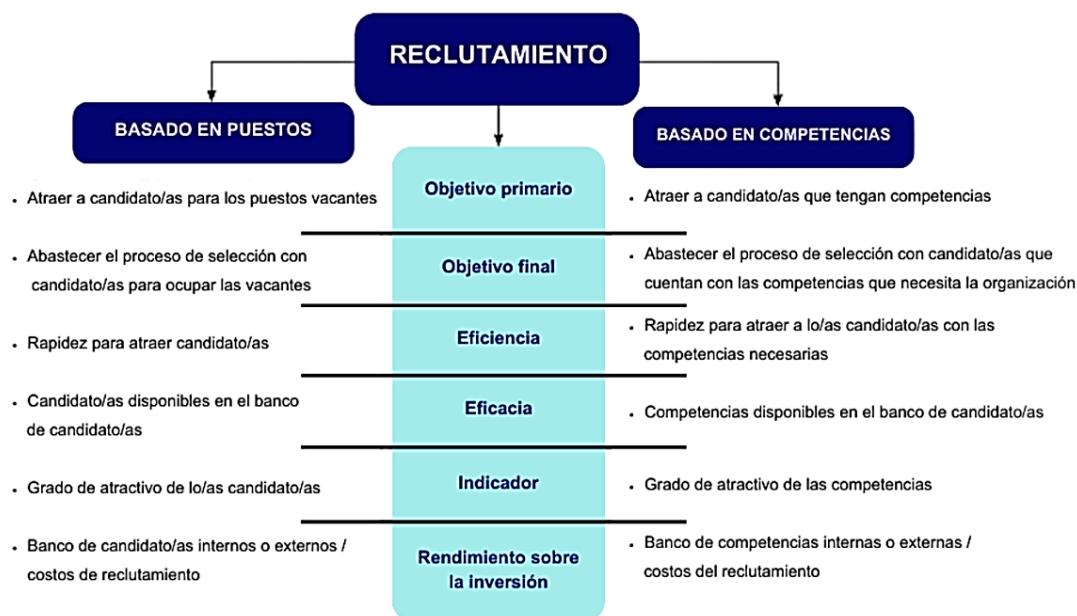 RECLUTAMIENTO
BASADO EN PUESTOS
BASADO EN COMPETENCIAS
Objetivo primario
• Atraer a candidato/as para los puestos vacantes
• Atraer a candidato/as que tengan competencias
Objetivo final
• Abastecer el proceso de selección con
candidato/as para ocupar las vacantes
• Abastecer el proceso de selección con candidato/as que
cuentan con las competencias que necesita la organización
Eficiencia
• Rapidez para atraer candidato/as
• Rapidez para atraer a lo/as candidato/as con las
competencias necesarias
Eficacia
• Candidato/as disponibles en el banco
de candidato/as
• Competencias disponibles en el banco de candidato/as
Indicador
• Grado de atractivo de lo/as candidato/as
• Grado de atractivo de las competencias
Rendimiento sobre
la inversión
• Banco de candidato/as internos o externos /
costos de reclutamiento
• Banco de competencias internas o externas /
costos del reclutamiento